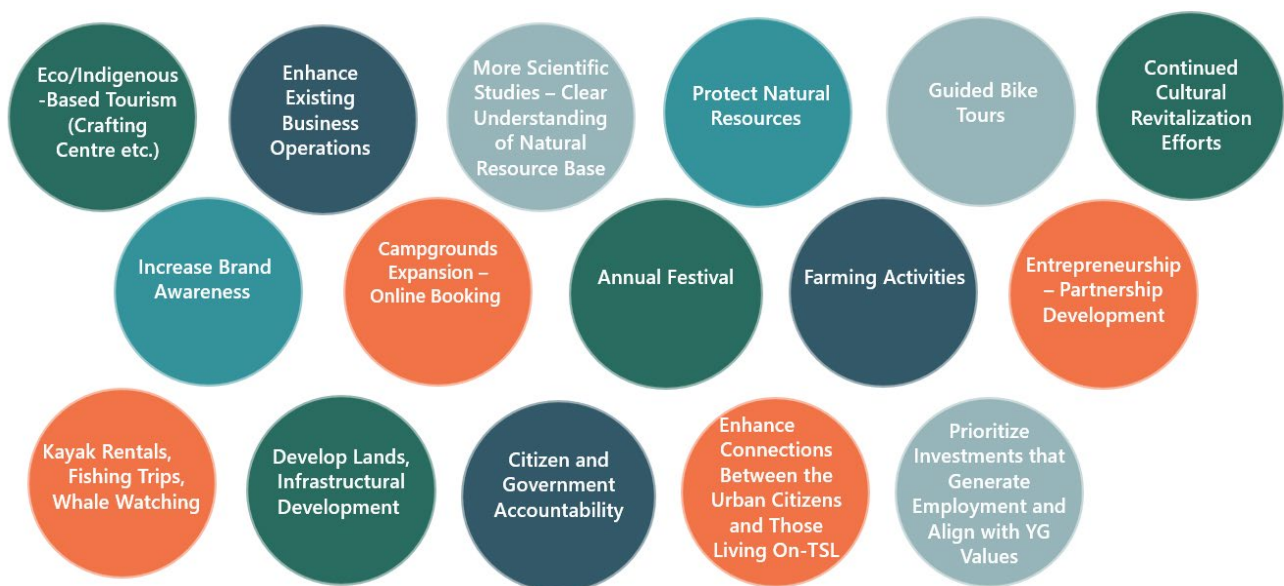 Eco/Indigenous
-Based Tourism
(Crafting
Centre etc.)
Enhance
Existing
Business
Operations
More Scientific
Studies – Clear
Understanding
of Natural
Resource Base
Protect Natural
Resources
Guided Bike
Tours
Continued
Cultural
Revitalization
Efforts
Increase Brand
Awareness
Campgrounds
Expansion –
Online Booking
Annual Festival
Farming Activities
Entrepreneurship
– Partnership
Development
Kayak Rentals,
Fishing Trips,
Whale Watching
Develop Lands,
Infrastructural
Development
Citizen and
Government
Accountability
Enhance
Connections
Between the
Urban Citizens
and Those
Living On-TSL
Prioritize
Investments that
Generate
Employment and
Align with YG
Values